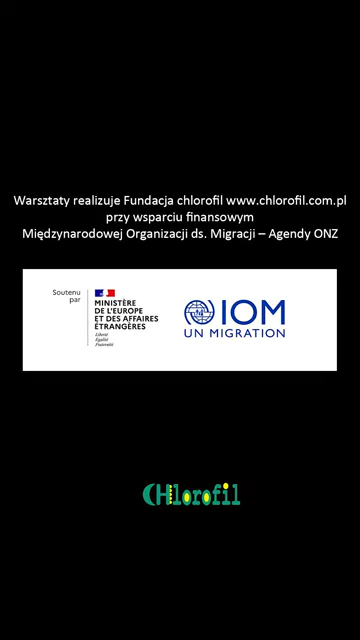 Warsztaty realizuje Fundacja chlorofil www.chlorofil.com.pl
przy wsparciu finansowym
Międzynarodowej Organizacji ds. Migracji – Agendy ONZ
Soutenu
par
MINISTÈRE
DE L'EUROPE
ET DES AFFAIRES
ÉTRANGÈRES
Liberté
Égalité
Fraternité
IOM
UN MIGRATION
CHlorofil